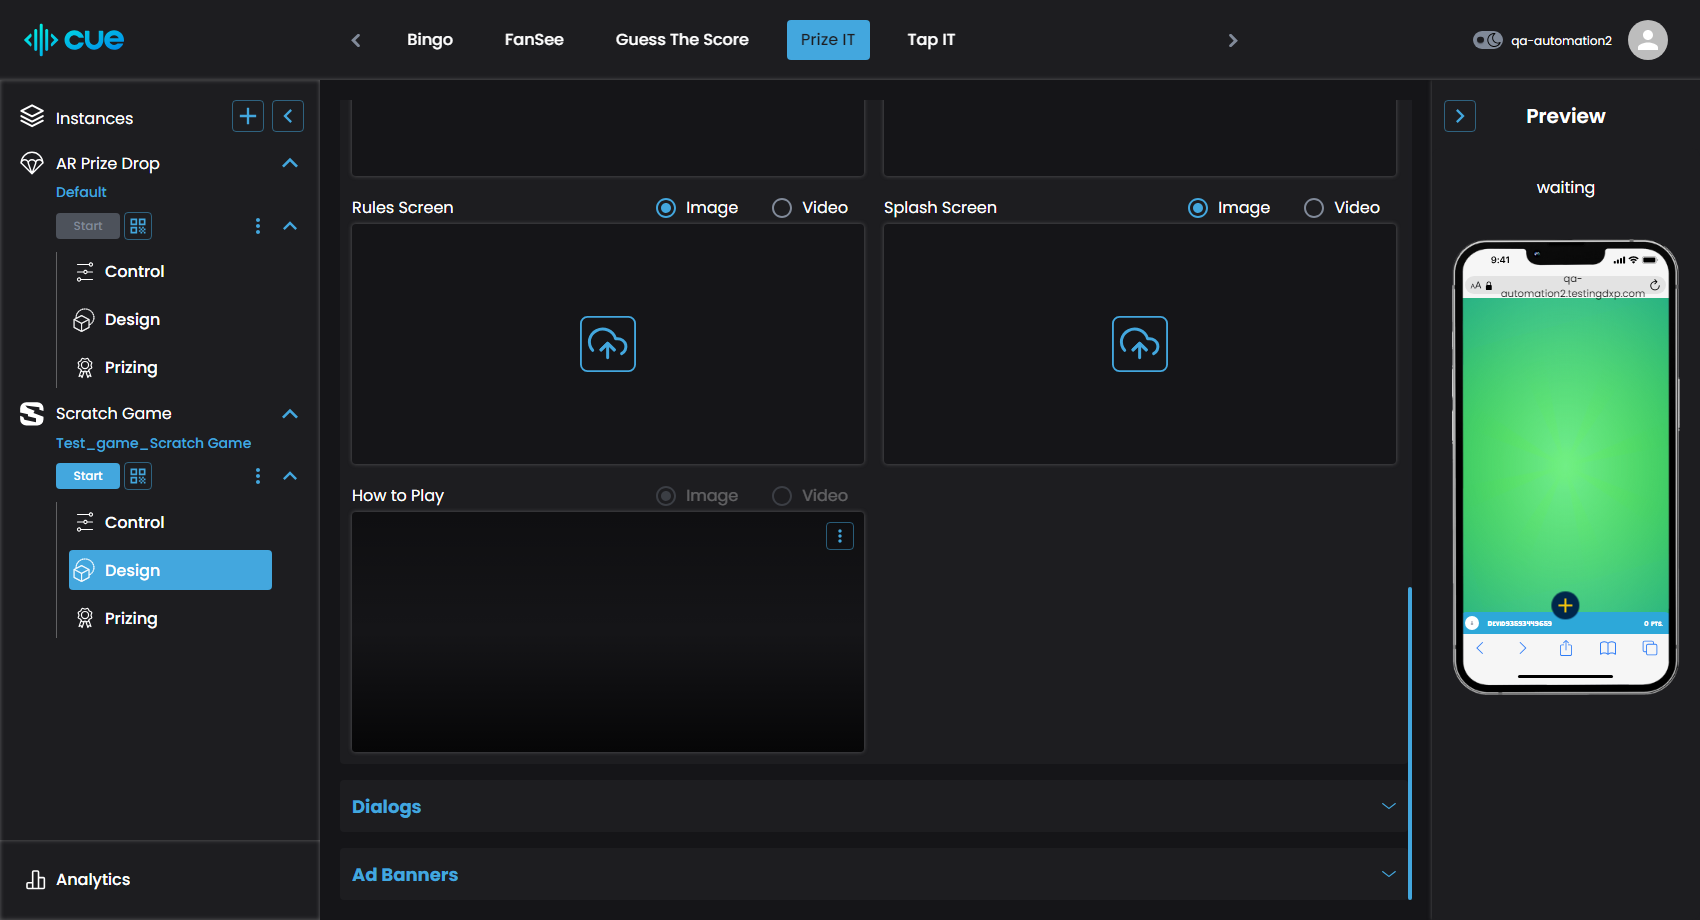 cue
Bingo
FanSee
Guess The Score
Prize IT
Tap IT
qa-automation2
Instances
AR Prize Drop
Default
Start
Control
Design
Prizing
Scratch Game
Test_game_Scratch Game
Start
Control
Design
Prizing
Analytics
Rules Screen
Image
Video
Splash Screen
Image
Video
How to Play
Image
Video
Dialogs
Ad Banners
Preview
waiting
9:41
AA
qa-
automation2.testingdxp.com
0 PTS.